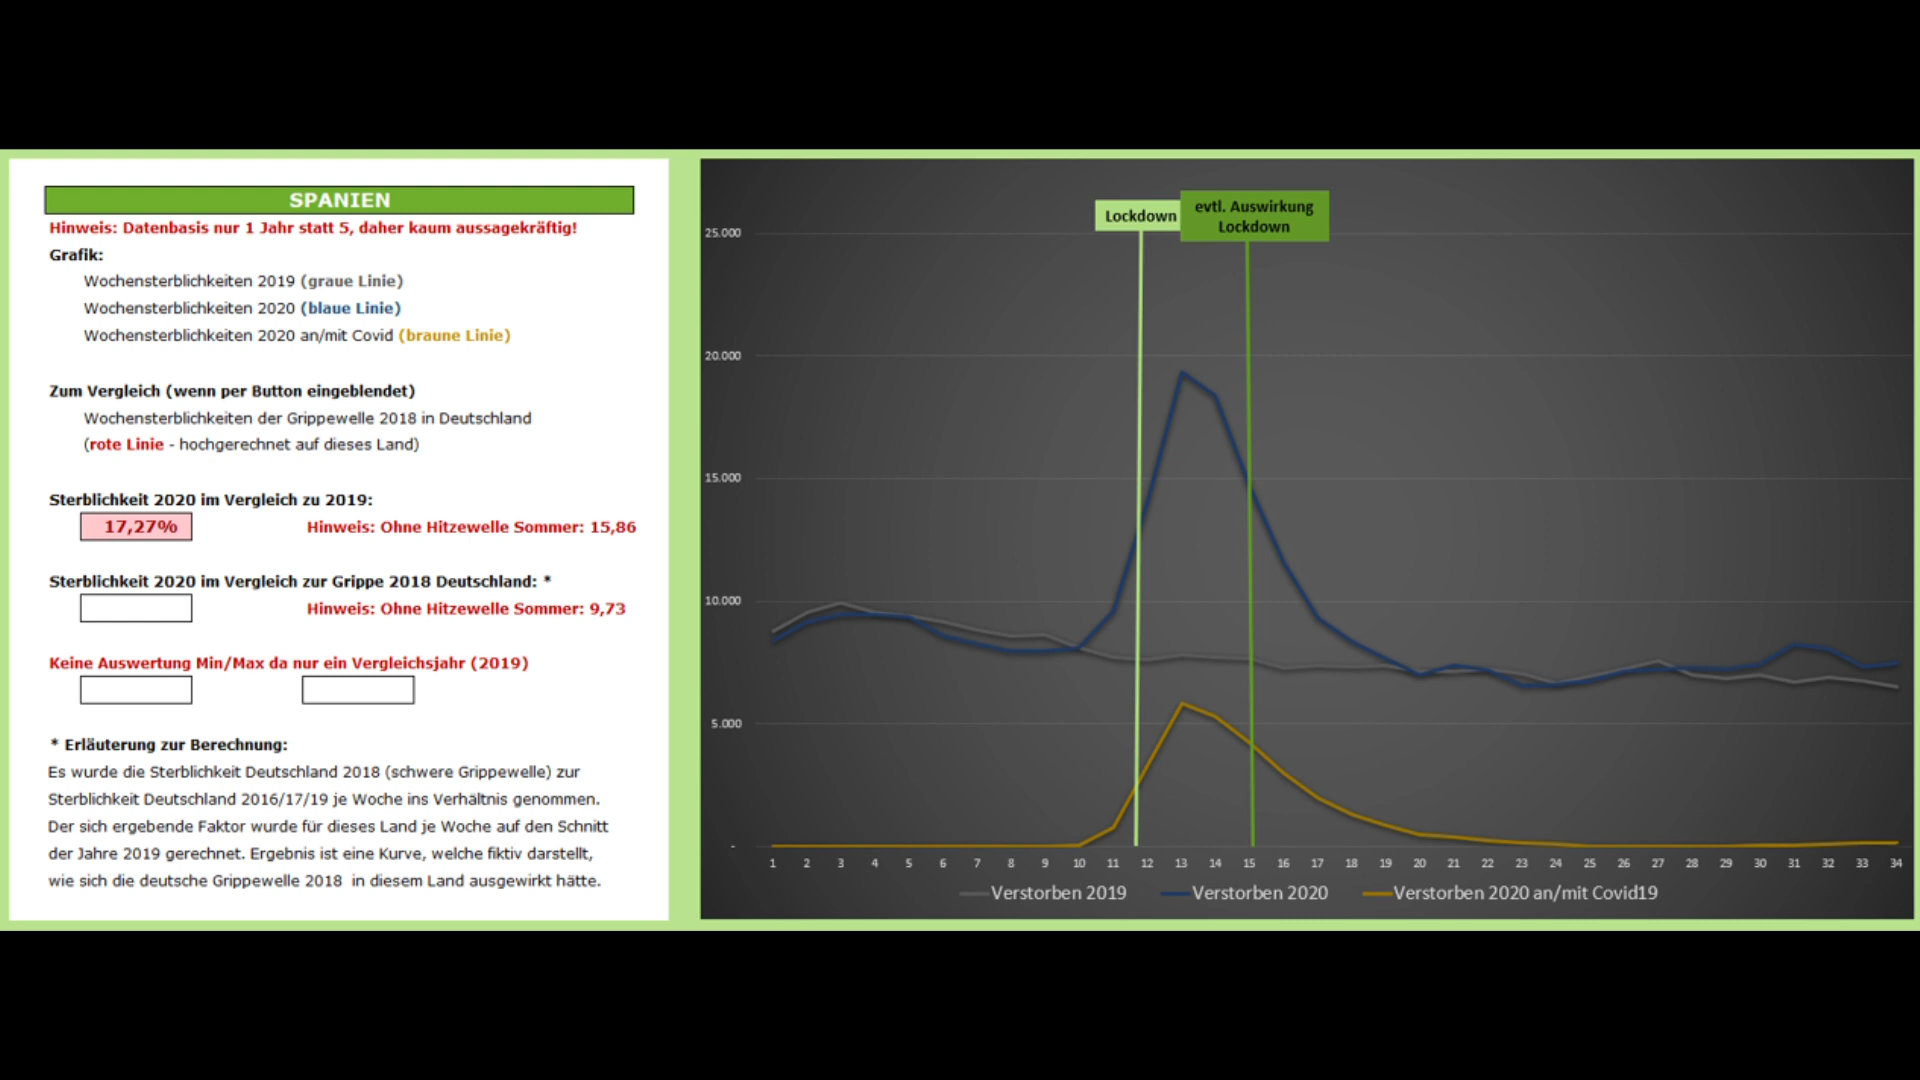 SPANIEN
Hinweis: Datenbasis nur 1 Jahr statt 5, daher kaum aussagekräftig!
Grafik:
Wochensterblichkeiten 2019 (graue Linie)
Wochensterblichkeiten 2020 (blaue Linie)
Wochensterblichkeiten 2020 an/mit Covid (braune Linie)
Zum Vergleich (wenn per Button eingeblendet)
Wochensterblichkeiten der Grippewelle 2018 in Deutschland
(rote Linie - hochgerechnet auf dieses Land)
Sterblichkeit 2020 im Vergleich zu 2019:
17,27% Hinweis: Ohne Hitzewelle Sommer: 15,86
Sterblichkeit 2020 im Vergleich zur Grippe 2018 Deutschland: *
Hinweis: Ohne Hitzewelle Sommer: 9,73
Keine Auswertung Min/Max da nur ein Vergleichsjahr (2019)
* Erläuterung zur Berechnung:
Es wurde die Sterblichkeit Deutschland 2018 (schwere Grippewelle) zur
Sterblichkeit Deutschland 2016/17/19 je Woche ins Verhältnis genommen.
Der sich ergebende Faktor wurde für dieses Land je Woche auf den Schnitt
der Jahre 2019 gerechnet. Ergebnis ist eine Kurve, welche fiktiv darstellt,
wie sich die deutsche Grippewelle 2018 in diesem Land ausgewirkt hätte.
Lockdown
evtl. Auswirkung
Lockdown
25.000
20.000
15.000
10.000
5.000
-
1 2 3 4 5 6 7 8 9 10 11 12 13 14 15 16 17 18 19 20 21 22 23 24 25 26 27 28 29 30 31 32 33 34
Verstorben 2019 Verstorben 2020 Verstorben 2020 an/mit Covid19